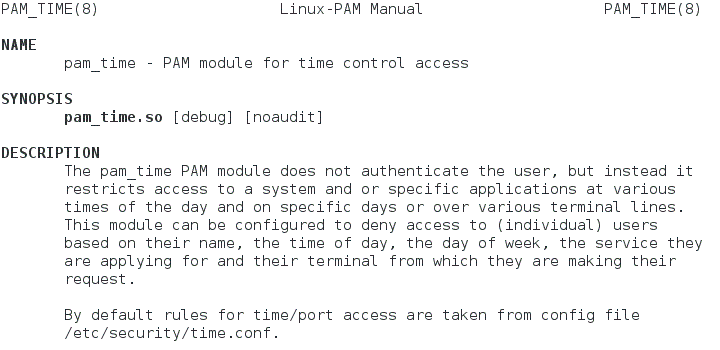 PAM_TIME(8) Linux-PAM Manual PAM_TIME(8)
NAME
pam_time - PAM module for time control access
SYNOPSIS
pam_time.so [debug] [noaudit]
DESCRIPTION
The pam_time PAM module does not authenticate the user, but instead it
restricts access to a system and or specific applications at various
times of the day and on specific days or over various terminal lines.
This module can be configured to deny access to (individual) users
based on their name, the time of day, the day of week, the service they
are applying for and their terminal from which they are making their
request.
By default rules for time/port access are taken from config file
/etc/security/time.conf.